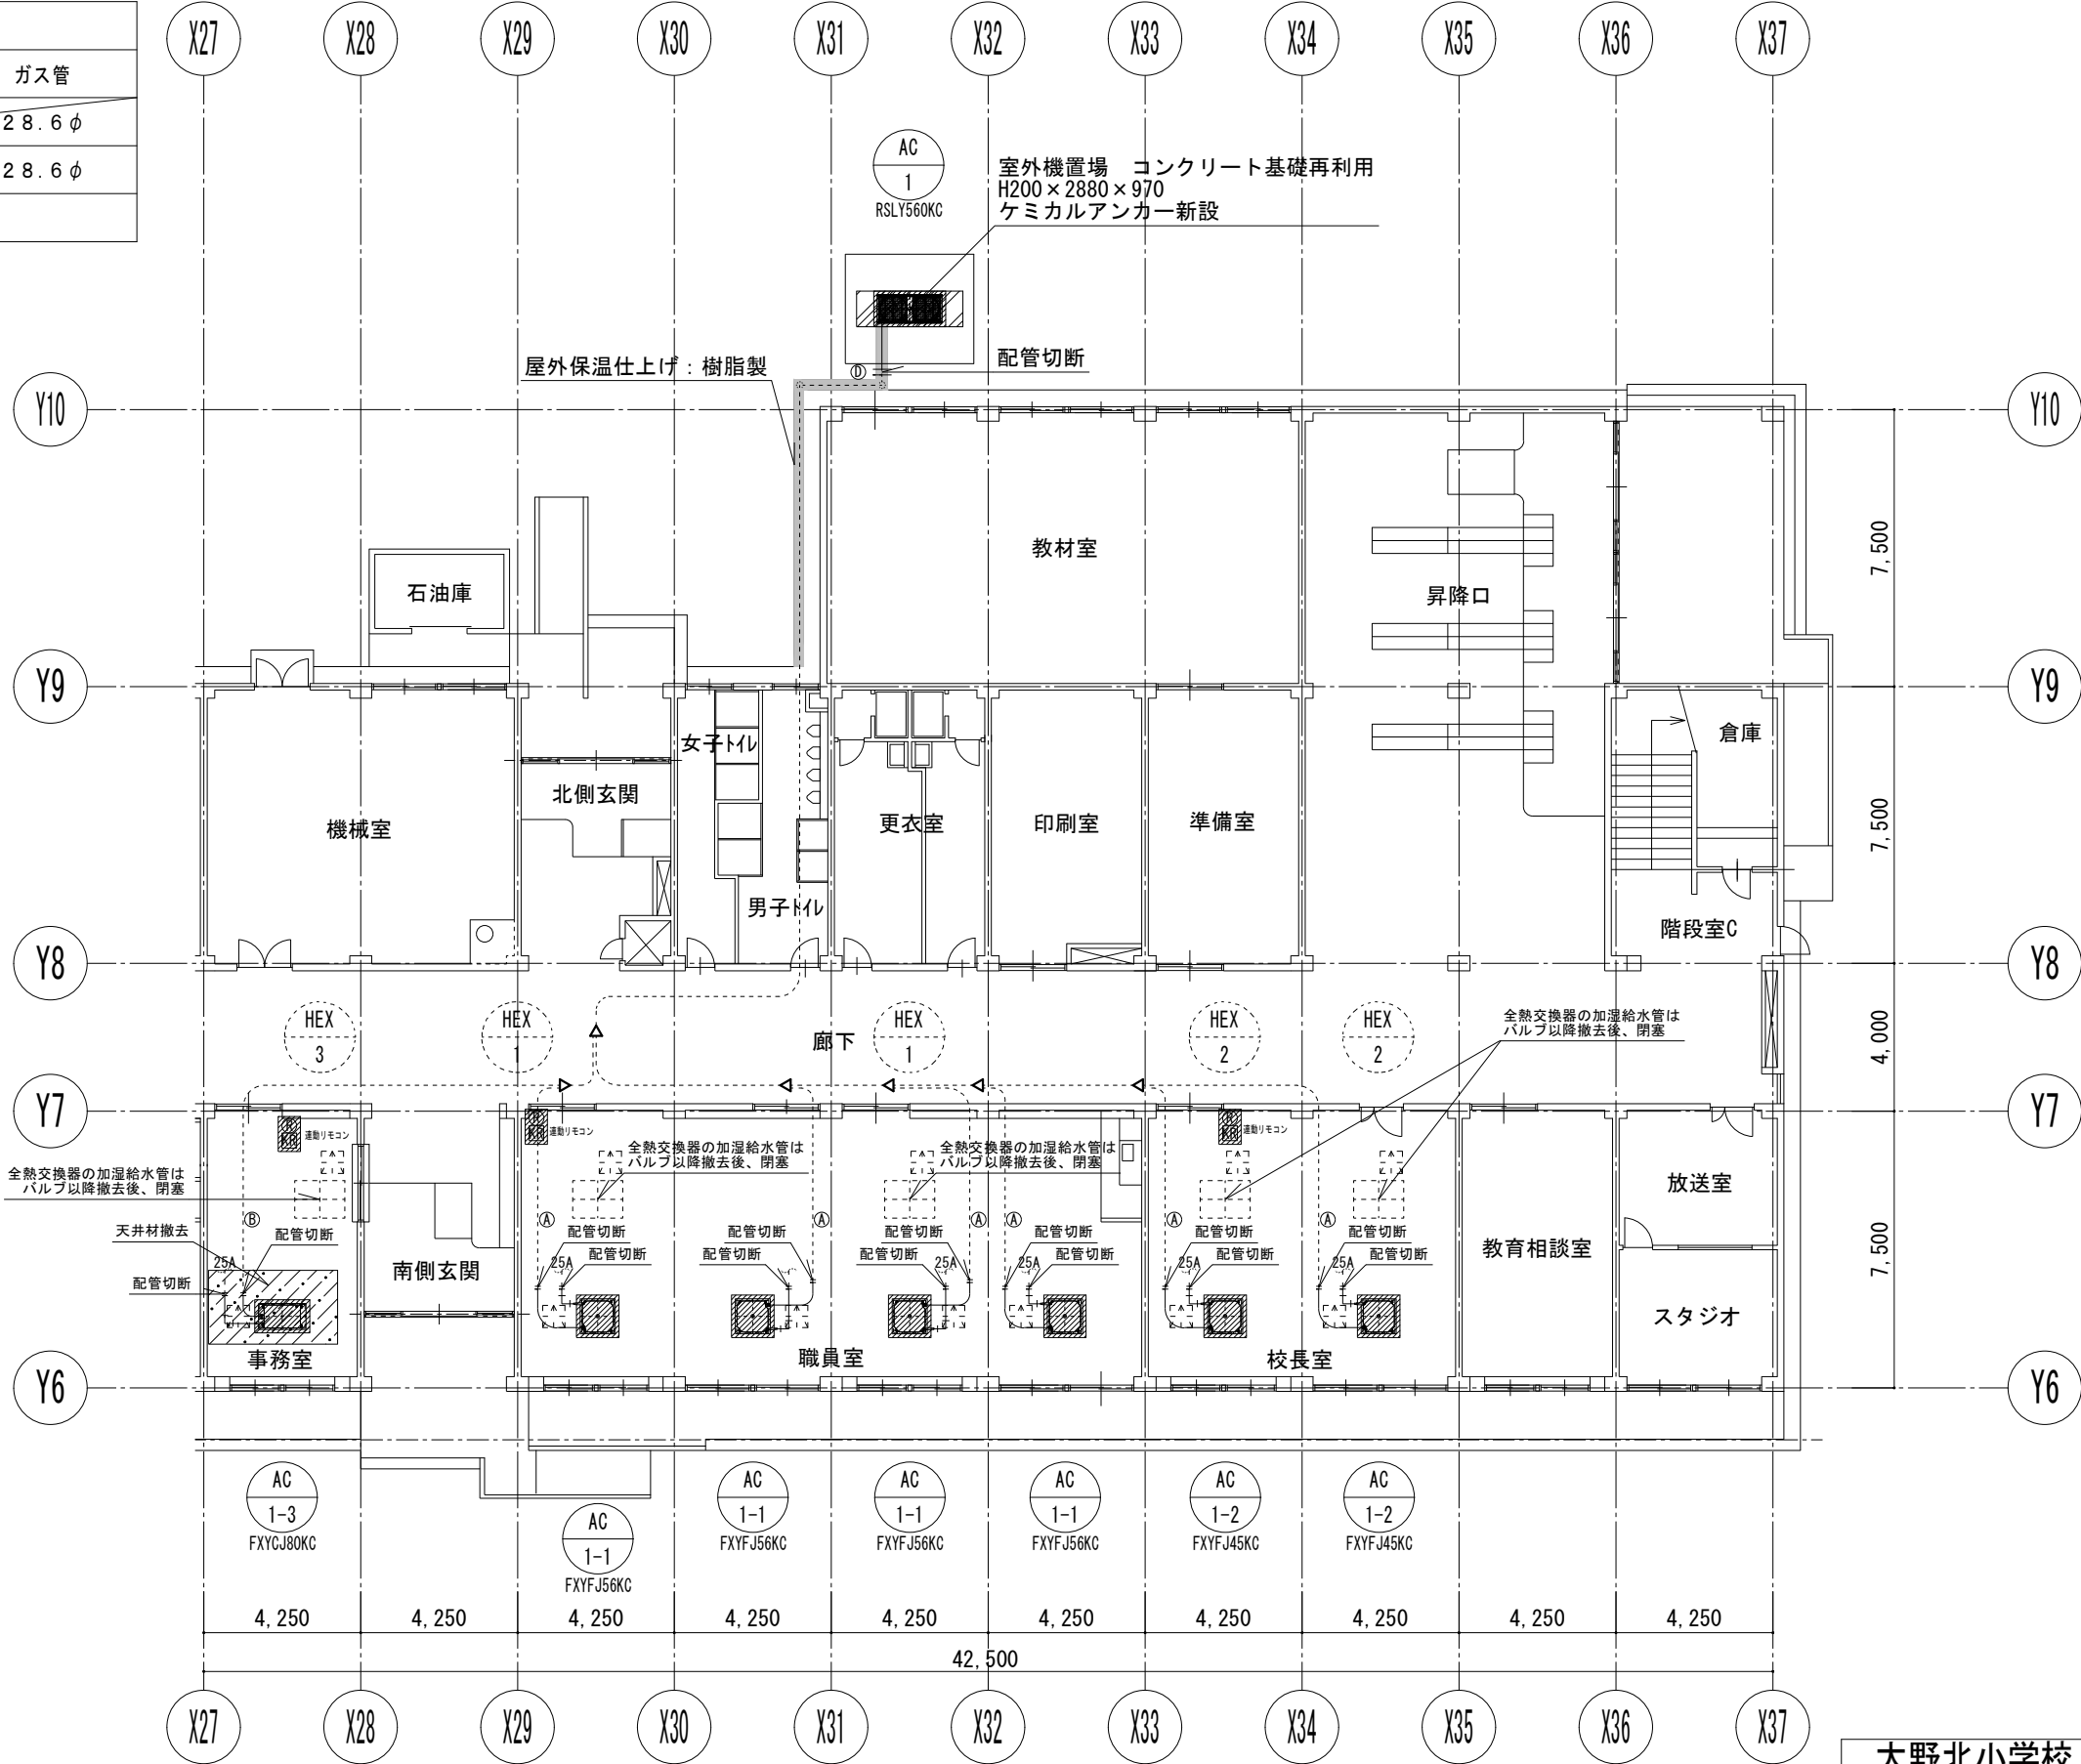 ガス管
28.6φ
28.6φ
X27 X28 X29 X30 X31 X32 X33 X34 X35 X36 X37
AC
1
RSLY560KC
室外機置場 コンクリート基礎再利用
H200×2880×970
ケミカルアンカー新設
屋外保温仕上げ:樹脂製
配管切断
Ⓓ
Y10
Y10
7,500
教材室
昇降口
石油庫
Y9
Y9
女子トイレ
倉庫
北側玄関
機械室
更衣室
印刷室
準備室
7,500
男子トイレ
階段室C
Y8
Y8
HEX
3
HEX
1
廊下
HEX
1
HEX
2
HEX
2
全熱交換器の加湿給水管は
バルブ以降撤去後、閉塞
4,000
Y7
Y7
R
KR
連動リモコン
R
KR
連動リモコン
R
KR
連動リモコン
全熱交換器の加湿給水管は
バルブ以降撤去後、閉塞
全熱交換器の加湿給水管は
バルブ以降撤去後、閉塞
全熱交換器の加湿給水管は
バルブ以降撤去後、閉塞
放送室
Ⓑ
Ⓐ
Ⓐ
Ⓐ
Ⓐ
Ⓐ
Ⓐ
天井材撤去
配管切断
配管切断
配管切断
配管切断
配管切断
配管切断
配管切断
教育相談室
7,500
25A
25A
配管切断
配管切断
配管切断
25A
配管切断
25A
配管切断
25A
配管切断
配管切断
南側玄関
スタジオ
事務室
職員室
校長室
Y6
Y6
AC
1-3
FXYCJ80KC
AC
1-1
FXYFJ56KC
AC
1-1
FXYFJ56KC
AC
1-1
FXYFJ56KC
AC
1-1
FXYFJ56KC
AC
1-2
FXYFJ45KC
AC
1-2
FXYFJ45KC
4,250 4,250 4,250 4,250 4,250 4,250 4,250 4,250 4,250 4,250
42,500
X27 X28 X29 X30 X31 X32 X33 X34 X35 X36 X37
大野北小学校